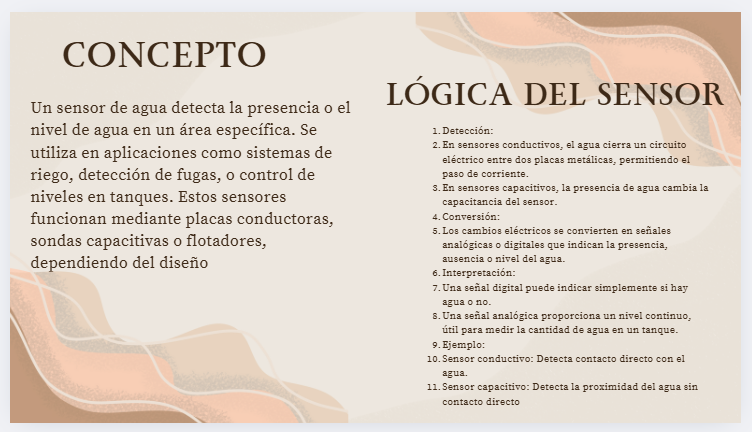 CONCEPTO
Un sensor de agua detecta la presencia o el
nivel de agua en un área específica. Se
utiliza en aplicaciones como sistemas de
riego, detección de fugas, o control de
niveles en tanques. Estos sensores
funcionan mediante placas conductoras,
sondas capacitivas o flotadores,
dependiendo del diseño
LÓGICA DEL SENSOR
1. Detección:
2. En sensores conductivos, el agua cierra un circuito
eléctrico entre dos placas metálicas, permitiendo el
paso de corriente.
3. En sensores capacitivos, la presencia de agua cambia la
capacitancia del sensor.
4. Conversión:
5. Los cambios eléctricos se convierten en señales
analógicas o digitales que indican la presencia,
ausencia o nivel del agua.
6. Interpretación:
7. Una señal digital puede indicar simplemente si hay
agua o no.
8. Una señal analógica proporciona un nivel continuo,
útil para medir la cantidad de agua en un tanque.
9. Ejemplo:
10. Sensor conductivo: Detecta contacto directo con el
agua.
11. Sensor capacitivo: Detecta la proximidad del agua sin
contacto directo